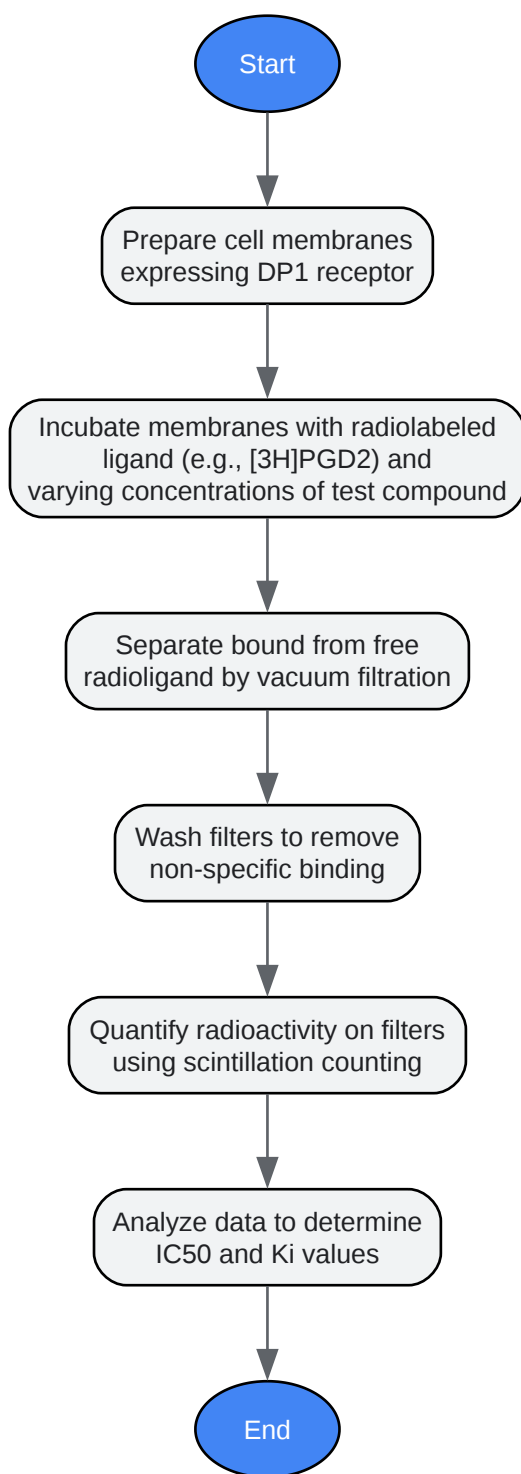 Start
Prepare cell membranes
expressing DP1 receptor
Incubate membranes with radiolabeled
ligand (e.g., [3H]PGD2) and
varying concentrations of test compound
Separate bound from free
radioligand by vacuum filtration
Wash filters to remove
non-specific binding
Quantify radioactivity on filters
using scintillation counting
Analyze data to determine
IC50 and Ki values
End